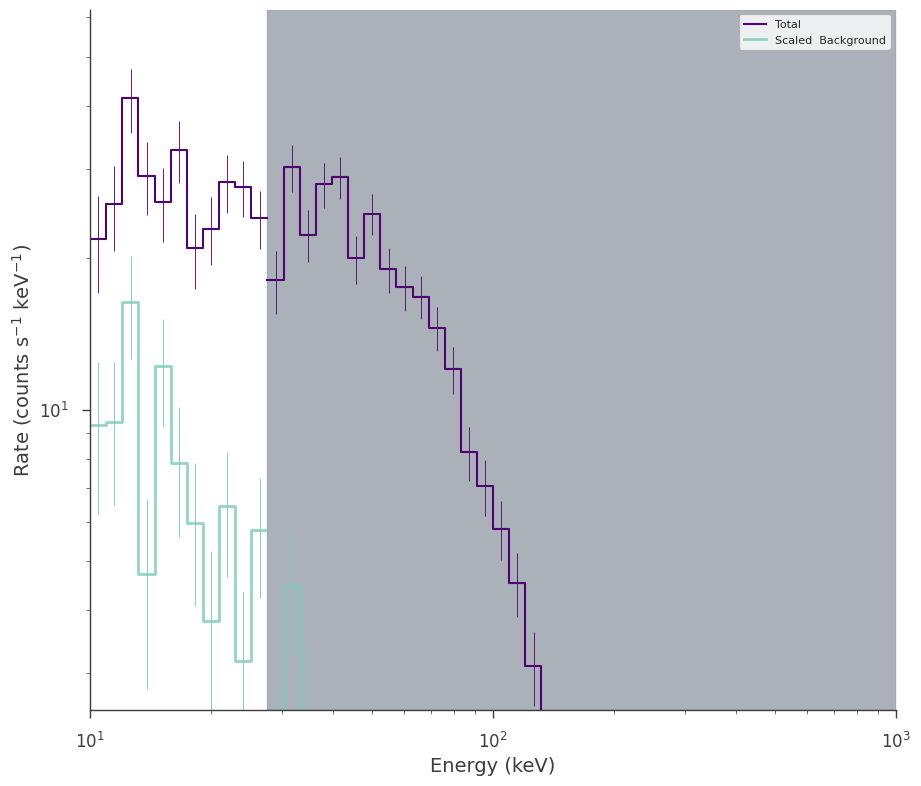 Total
Scaled  Background
Rate (counts s⁻¹ keV⁻¹)
10¹
10¹
10²
10³
Energy (keV)